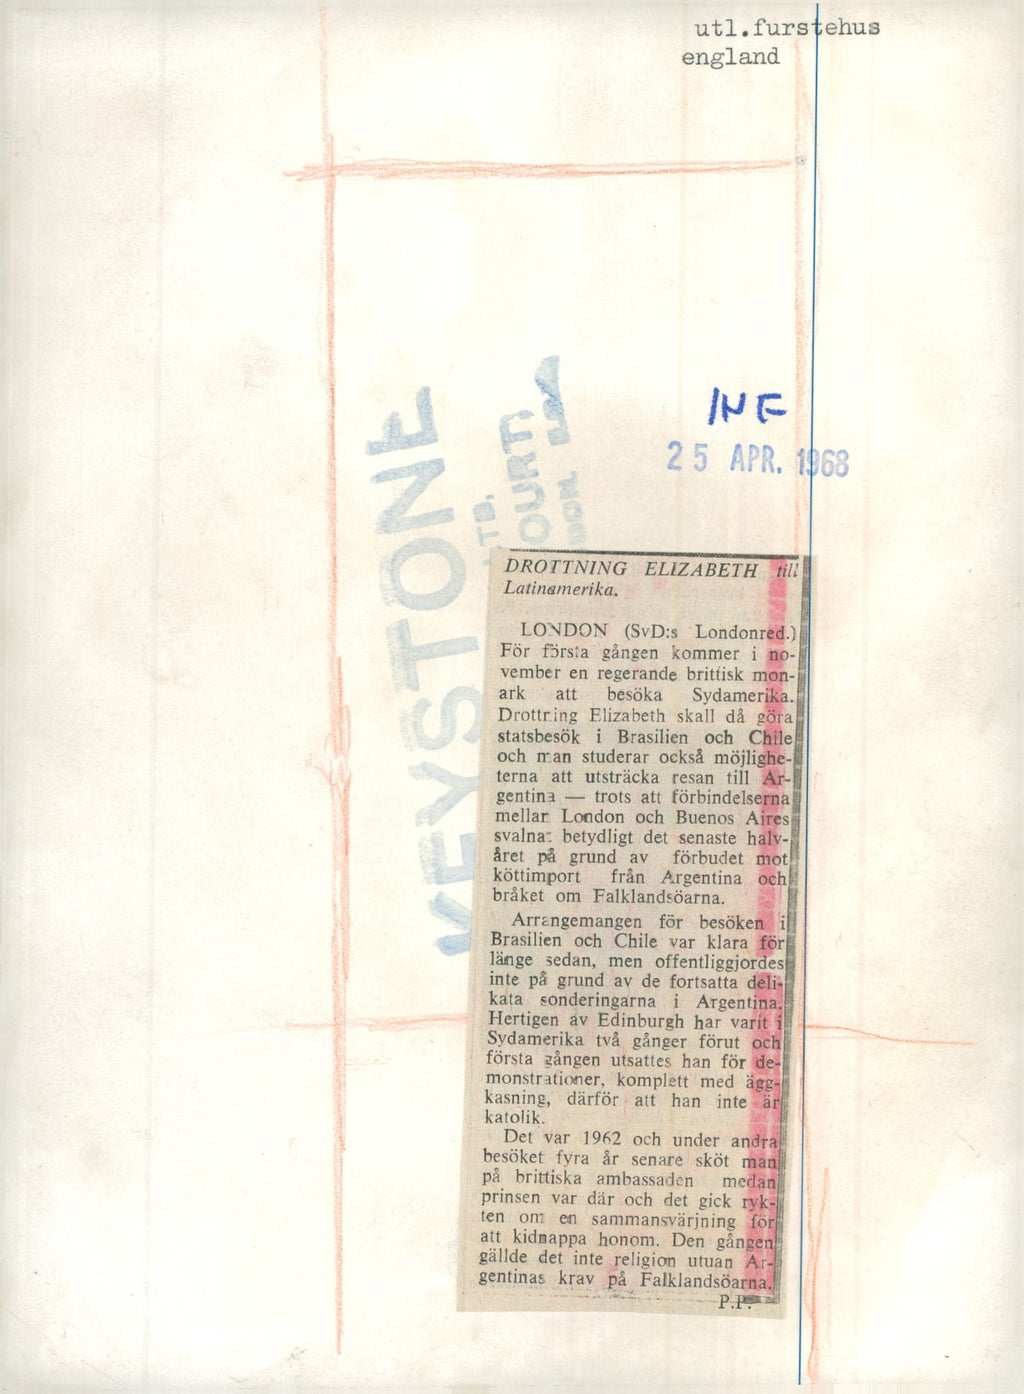 utl.furstehus
england
INF
25 APR. 1968
KEYSTONE
LTD.
DROTTNING ELIZABETH till
Latinamerika.
LONDON (SvD:s Londonred.)
För första gången kommer i no-
vember en regerande brittisk mon-
ark att besöka Sydamerika.
Drottning Elizabeth skall då göra
statsbesök i Brasilien och Chile
och man studerar också möjlighe-
terna att utsträcka resan till Ar-
gentina — trots att förbindelserna
mellan London och Buenos Aires
svalnat betydligt det senaste halv-
året på grund av förbudet mot
köttimport från Argentina och
bråket om Falklandsöarna.
Arrangemangen för besöken i
Brasilien och Chile var klara för
länge sedan, men offentliggjordes
inte på grund av de fortsatta deli-
kata sonderingarna i Argentina.
Hertigen av Edinburgh har varit i
Sydamerika två gånger förut och
första gången utsattes han för de-
monstrationer, komplett med ägg-
kasning, därför att han inte är
katolik.
Det var 1962 och under andra
besöket fyra år senare sköt man
på brittiska ambassaden medan
prinsen var där och det gick ryk-
ten om en sammansvärjning för
att kidnappa honom. Den gången
gällde det inte religion utuan Ar-
gentinas krav på Falklandsöarna.
P.P.